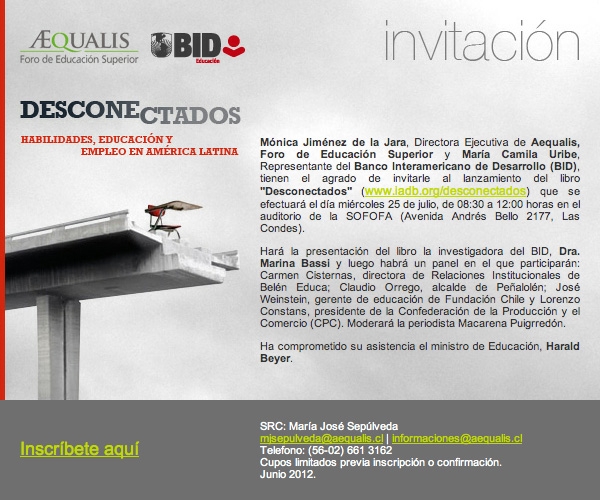 ÆQUALIS
Foro de Educación Superior
BID
Educación
invitación
DESCONECTADOS
HABILIDADES, EDUCACIÓN Y
EMPLEO EN AMÉRICA LATINA
Mónica Jiménez de la Jara, Directora Ejecutiva de Aequalis,
Foro de Educación Superior y María Camila Uribe,
Representante del Banco Interamericano de Desarrollo (BID),
tienen el agrado de invitarle al lanzamiento del libro
"Desconectados" (www.iadb.org/desconectados) que se
efectuará el día miércoles 25 de julio, de 08:30 a 12:00 horas en el
auditorio de la SOFOFA (Avenida Andrés Bello 2177, Las
Condes).
Hará la presentación del libro la investigadora del BID, Dra.
Marina Bassi y luego habrá un panel en el que participarán:
Carmen Cisternas, directora de Relaciones Institucionales de
Belén Educa; Claudio Orrego, alcalde de Peñalolén; José
Weinstein, gerente de educación de Fundación Chile y Lorenzo
Constans, presidente de la Confederación de la Producción y el
Comercio (CPC). Moderará la periodista Macarena Puigrredón.
Ha comprometido su asistencia el ministro de Educación, Harald
Beyer.
Inscríbete aquí
SRC: María José Sepúlveda
mjsepulveda@aequalis.cl | informaciones@aequalis.cl
Telefono: (56-02) 661 3162
Cupos limitados previa inscripción o confirmación.
Junio 2012.